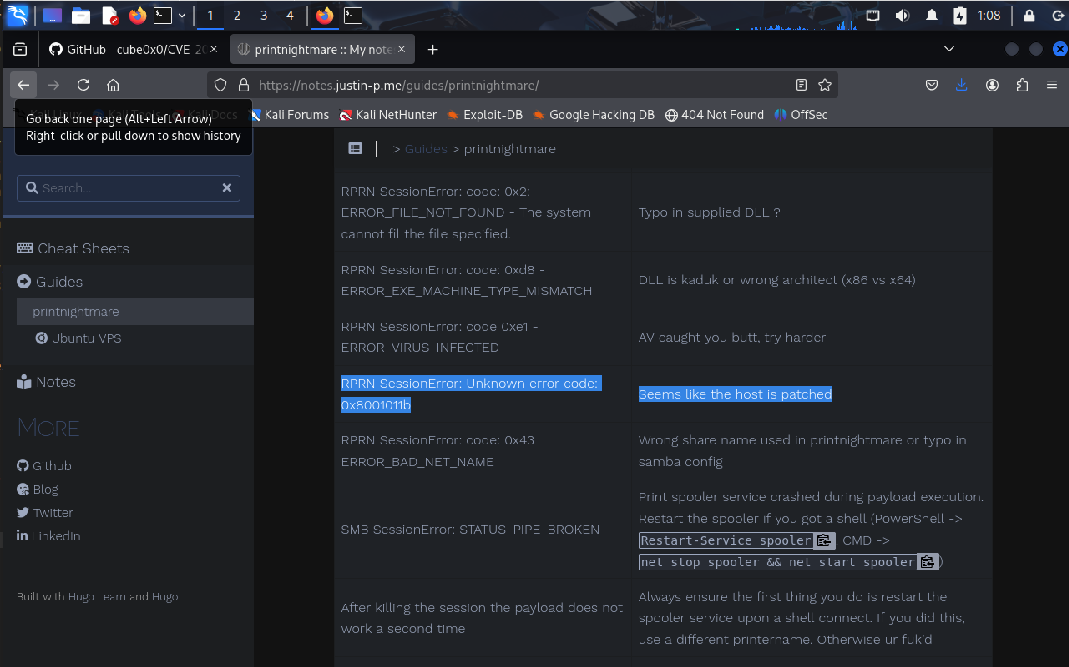 1 2 3 4
1:08
GitHub - cube0x0/CVE-20
printnightmare :: My note
https://notes.justin-p.me/guides/printnightmare/
Go back one page (Alt+Left Arrow)
Right-click or pull down to show history
Kali Forums
Kali NetHunter
Exploit-DB
Google Hacking DB
404 Not Found
OffSec
> Guides > printnightmare
Search...
Cheat Sheets
Guides
printnightmare
Ubuntu VPS
Notes
MORE
Github
Blog
Twitter
LinkedIn
Built with Hugo Learn and Hugo
RPRN SessionError: code: 0x2:
ERROR_FILE_NOT_FOUND - The system
cannot fil the file specified.
Typo in supplied DLL ?
RPRN SessionError: code: 0xd8 -
ERROR_EXE_MACHINE_TYPE_MISMATCH
DLL is kaduk or wrong architect (x86 vs x64)
RPRN SessionError: code 0xe1 -
ERROR_VIRUS_INFECTED
AV caught you butt, try harder
RPRN SessionError: Unknown error code:
0x8001011b
Seems like the host is patched
RPRN SessionError: code: 0x43
ERROR_BAD_NET_NAME
Wrong share name used in printnightmare or typo in
samba config
SMB SessionError: STATUS_PIPE_BROKEN
Print spooler service crashed during payload execution.
Restart the spooler if you got a shell (PowerShell ->
Restart-Service spooler CMD ->
net stop spooler && net start spooler )
After killing the session the payload does not
work a second time
Always ensure the first thing you do is restart the
spooler service upon a shell connect. If you did this,
use a different printername. Otherwise ur fuk'd